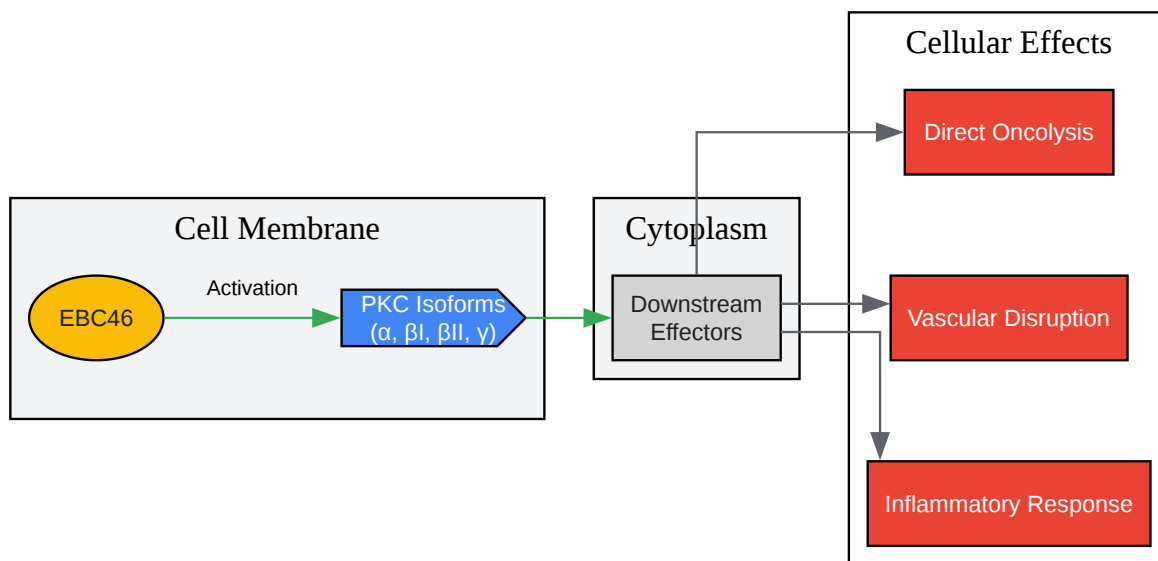 Cellular Effects
Direct Oncolysis
Cell Membrane
Cytoplasm
Activation
EBC46
PKC Isoforms
(α, βI, βII, γ)
Downstream
Effectors
Vascular Disruption
Inflammatory Response